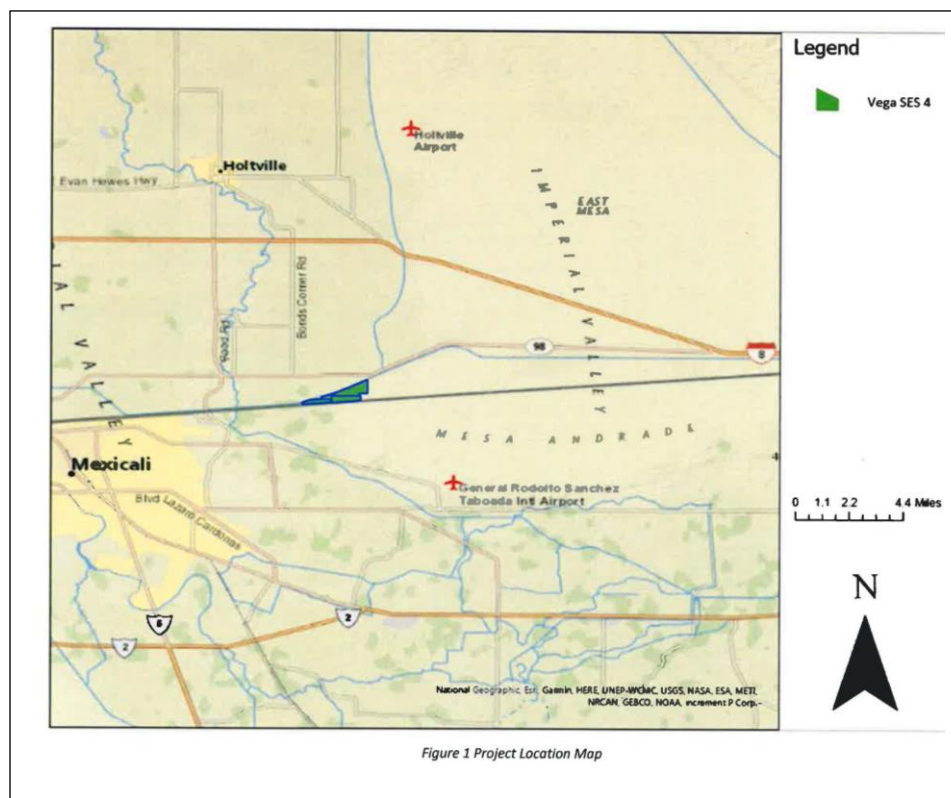 Legend
Vega SES 4
Holtville
Airport
Holtville
Evan Hewes Hwy
EAST
MESA
IMPERIAL VALLEY
Bonds Corner Rd
IAL VALLEY
98
8
MESA ANDRADE
Mexicali
General Rodolfo Sanchez
Taboada Intl Airport
Blvd Lazaro Cardenas
4
0 1.1 2.2 4.4 Miles
N
5
2
2
National Geographic, Esri, Garmin, HERE, UNEP-WCMC, USGS, NASA, ESA, METI,
NRCAN, GEBCO, NOAA, increment P Corp.-
Figure 1 Project Location Map